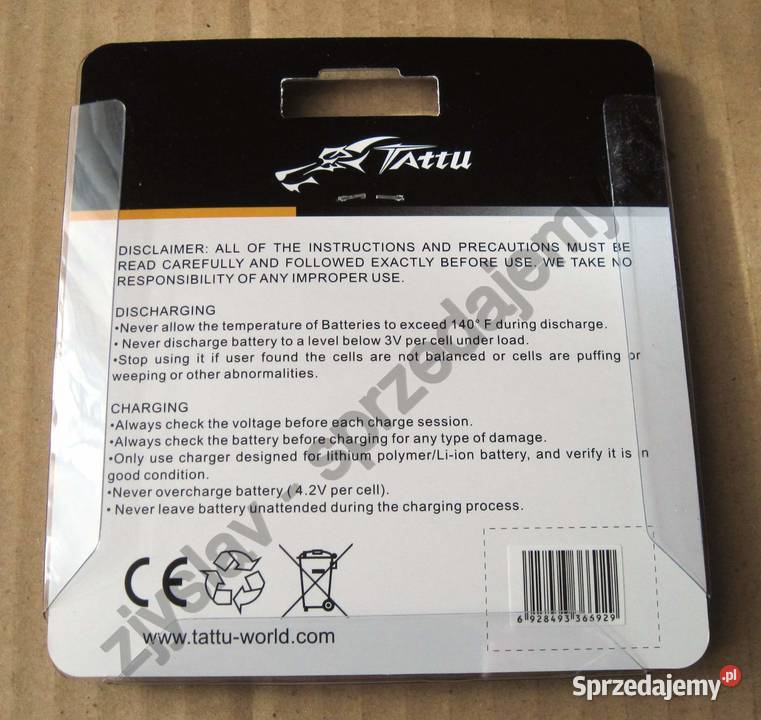 TATTU
DISCLAIMER: ALL OF THE INSTRUCTIONS AND PRECAUTIONS MUST BE
READ CAREFULLY AND FOLLOWED EXACTLY BEFORE USE. WE TAKE NO
RESPONSIBILITY OF ANY IMPROPER USE.
DISCHARGING
•Never allow the temperature of Batteries to exceed 140° F during discharge.
• Never discharge battery to a level below 3V per cell under load.
•Stop using it if user found the cells are not balanced or cells are puffing or
weeping or other abnormalities.
CHARGING
•Always check the voltage before each charge session.
•Always check the battery before charging for any type of damage.
•Only use charger designed for lithium polymer/Li-ion battery, and verify it is in
good condition.
•Never overcharge battery ( 4.2V per cell).
• Never leave battery unattended during the charging process.
CE
6 928493 366929
www.tattu-world.com
zjyslav - sprzedajemy
Sprzedajemy.pl